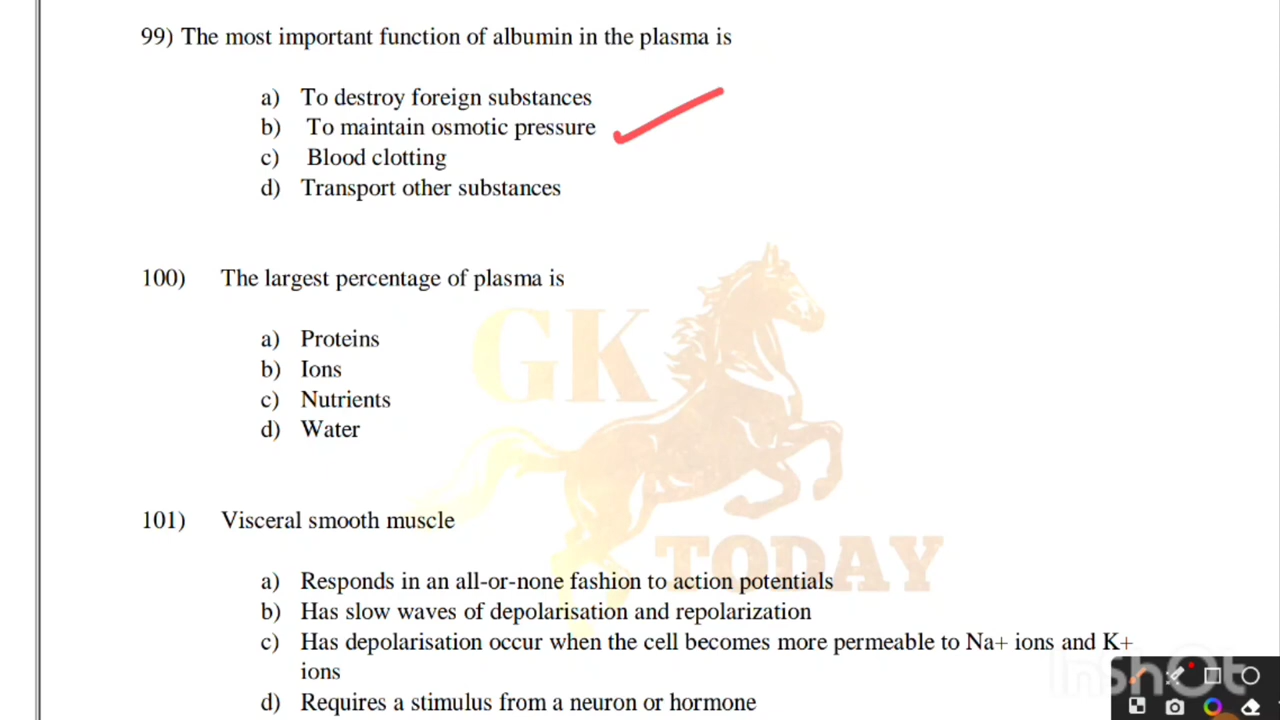 99) The most important function of albumin in the plasma is
a) To destroy foreign substances
b) To maintain osmotic pressure
c) Blood clotting
d) Transport other substances
100) The largest percentage of plasma is
a) Proteins
b) Ions
c) Nutrients
d) Water
GK
101) Visceral smooth muscle
TODAY
a) Responds in an all-or-none fashion to action potentials
b) Has slow waves of depolarisation and repolarization
c) Has depolarisation occur when the cell becomes more permeable to Na+ ions and K+
ions
InShOt
d) Requires a stimulus from a neuron or hormone